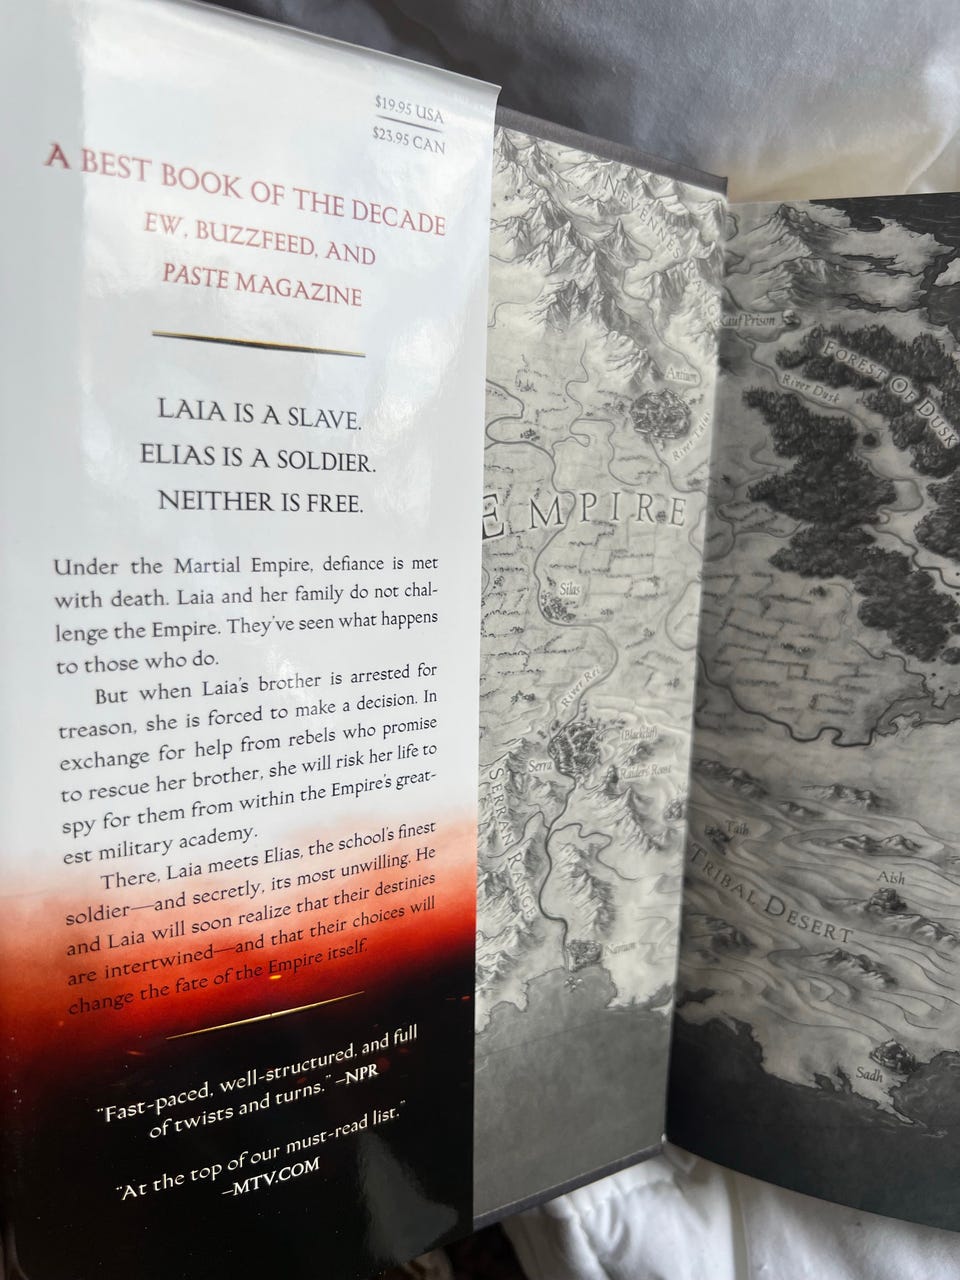 $19.95 USA
$23.95 CAN
A BEST BOOK OF THE DECADE
EW, BUZZFEED, AND
PASTE MAGAZINE
LAIA IS A SLAVE.
ELIAS IS A SOLDIER.
NEITHER IS FREE.
Under the Martial Empire, defiance is met
with death. Laia and her family do not chal-
lenge the Empire. They've seen what happens
to those who do.
But when Laia's brother is arrested for
treason, she is forced to make a decision. In
exchange for help from rebels who promise
to rescue her brother, she will risk her life to
spy for them from within the Empire's great-
est military academy.
There, Laia meets Elias, the school's finest
soldier—and secretly, its most unwilling. He
and Laia will soon realize that their destinies
are intertwined—and that their choices will
change the fate of the Empire itself.
"Fast-paced, well-structured, and full
of twists and turns." —NPR
"At the top of our must-read list."
—MTV.COM
NEVENNES
Antium
EMPIRE
Silas
River Rei
(Blackcliff)
Serra
Raider's Roost
SERRAN RANGE
Navium
Kauf Prison
FOREST OF DUSK
River Dusk
Taib
Aish
TRIBAL DESERT
Sadh